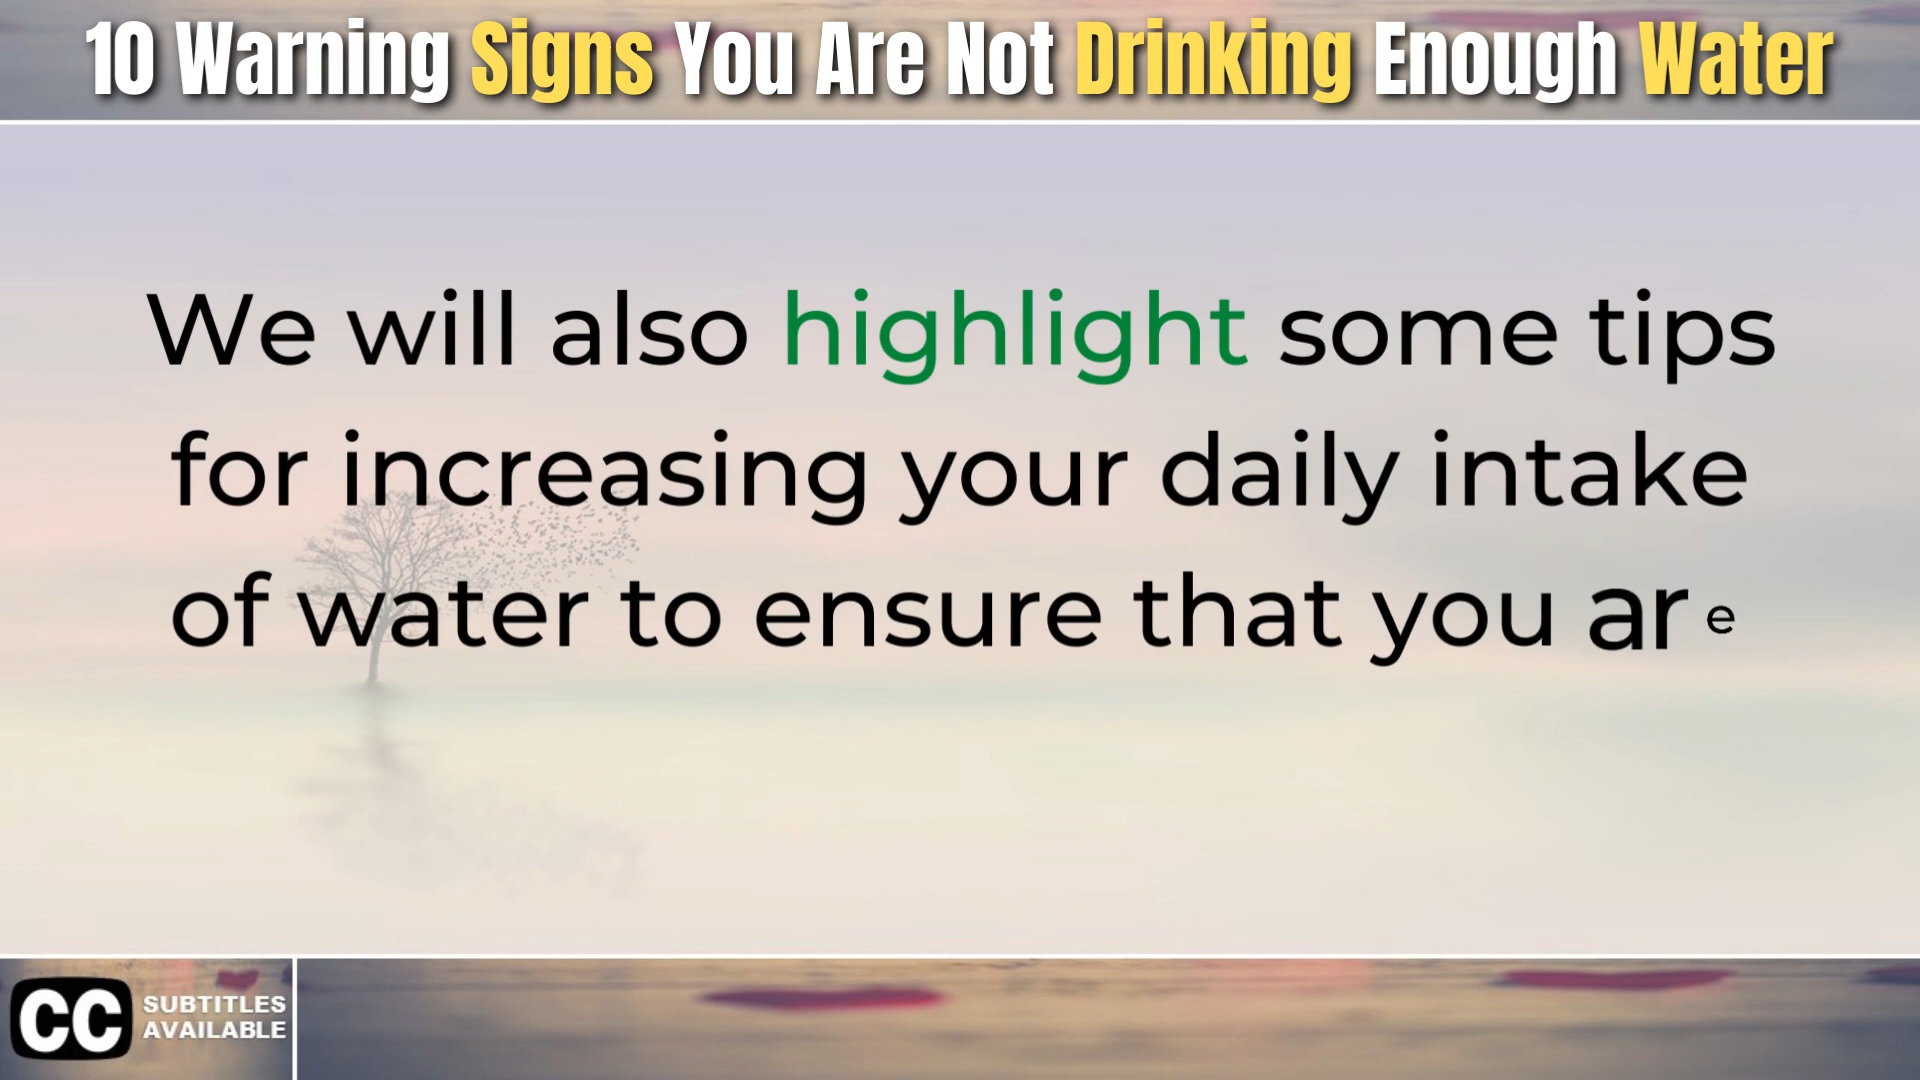 10 Warning Signs You Are Not Drinking Enough Water
We will also highlight some tips
for increasing your daily intake
of water to ensure that you are
CC
SUBTITLES
AVAILABLE